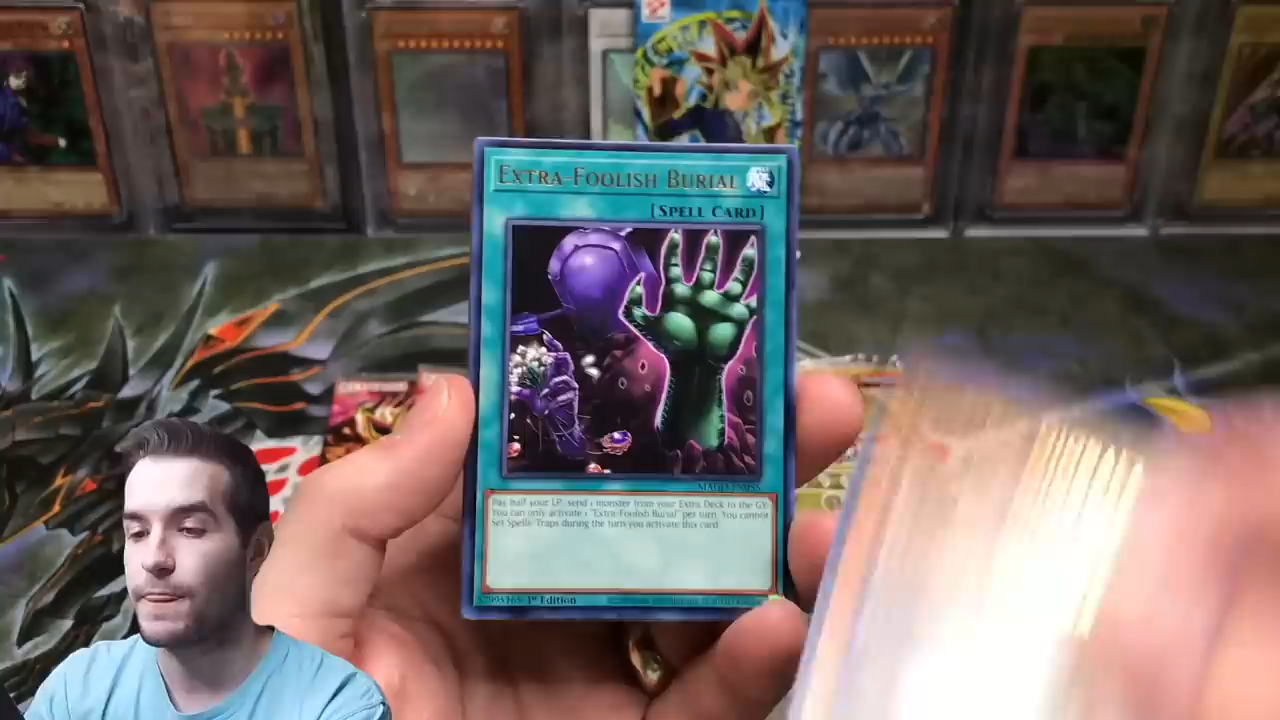 EXTRA-FOOLISH BURIAL
[SPELL CARD]
Pay half your LP; send 1 monster from your Extra Deck to the GY.
You can only activate 1 "Extra-Foolish Burial" per turn. You cannot
Set Spells/Traps during the turn you activate this card.
1st Edition